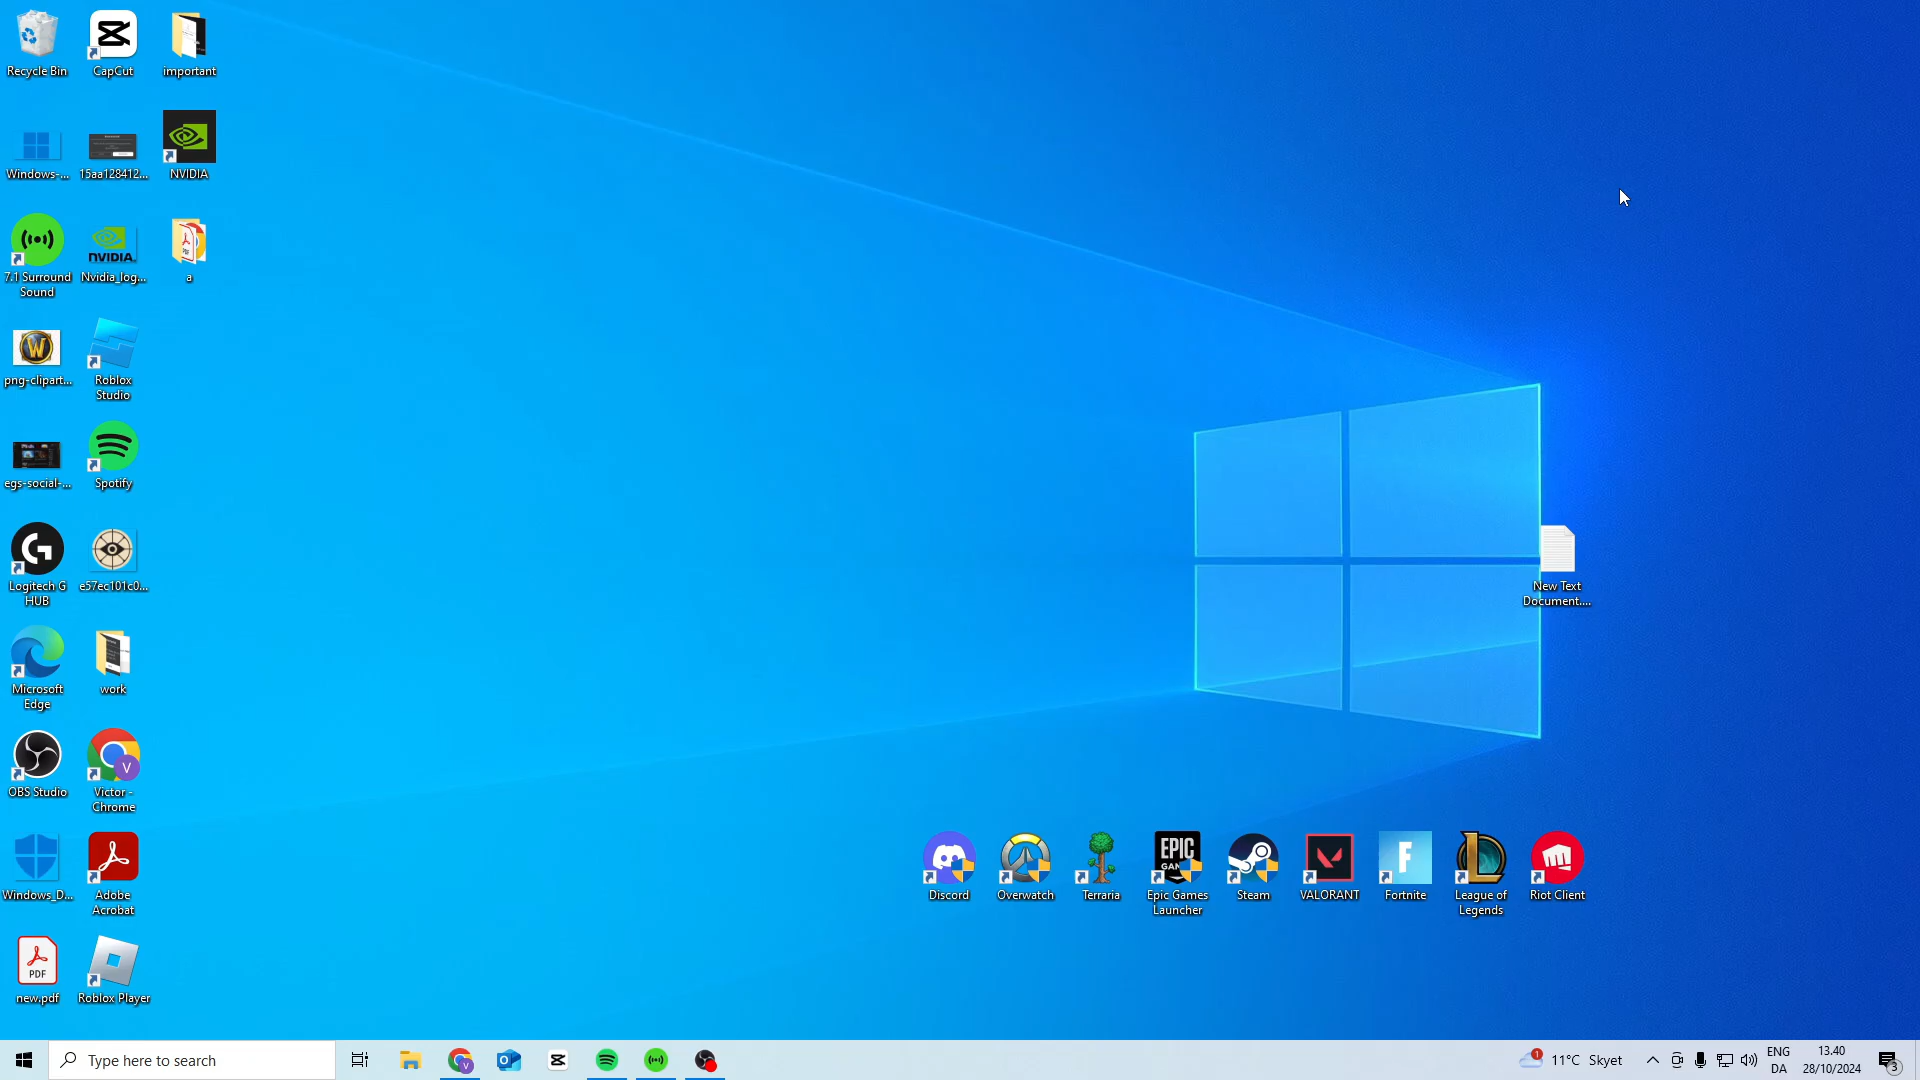 Recycle Bin
CapCut
important
Windows-...
15aa128412...
NVIDIA
7.1 Surround
Sound
NVIDIA.
Nvidia_log...
PDF
a
W
png-clipart...
Roblox
Studio
egs-social-...
Spotify
Logitech G
HUB
e57ec101c0...
Microsoft
Edge
work
OBS Studio
V
Victor -
Chrome
Windows_D...
Adobe
Acrobat
PDF
new.pdf
Roblox Player
New Text
Document....
Discord
Overwatch
Terraria
EPIC
GAMES
Epic Games
Launcher
Steam
VALORANT
F
Fortnite
L
League of
Legends
Riot Client
Type here to search
V
1
11°C Skyet
ENG
DA
13.40
28/10/2024
3